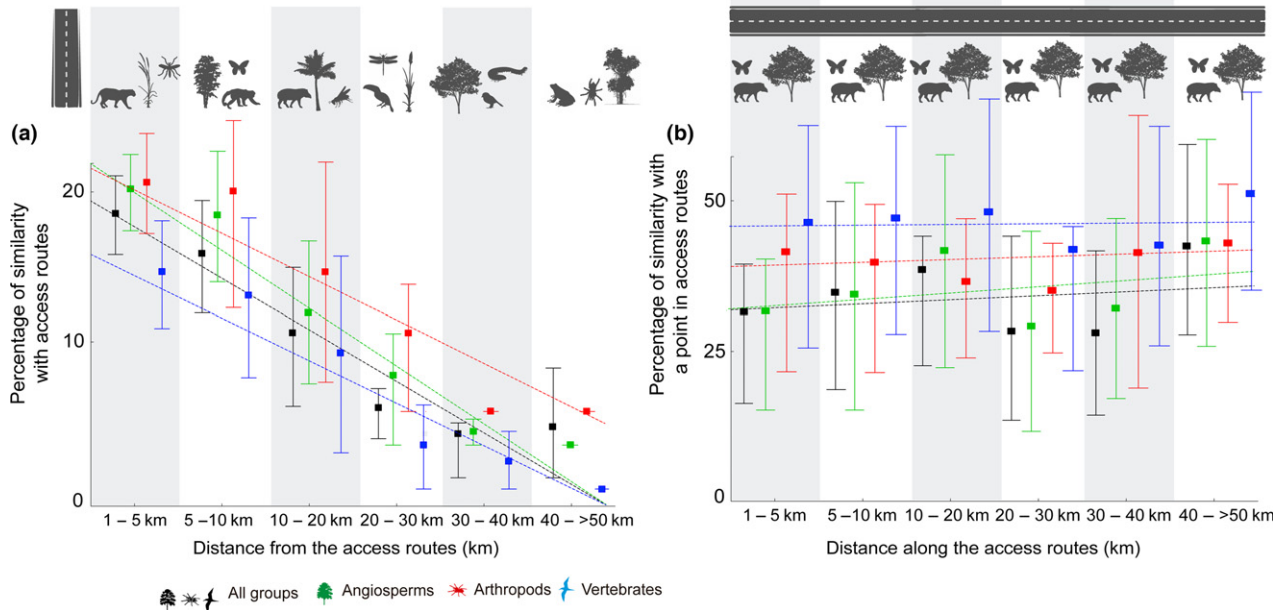 (a)
Percentage of similarity
with access routes
20
10
0
1 – 5 km
5 –10 km
10 – 20 km
20 – 30 km
30 – 40 km
40 – >50 km
Distance from the access routes (km)
(b)
Percentage of similarity with
a point in access routes
50
25
0
1 – 5 km
5 –10 km
10 – 20 km
20 – 30 km
30 – 40 km
40 – >50 km
Distance along the access routes (km)
All groups
Angiosperms
Arthropods
Vertebrates